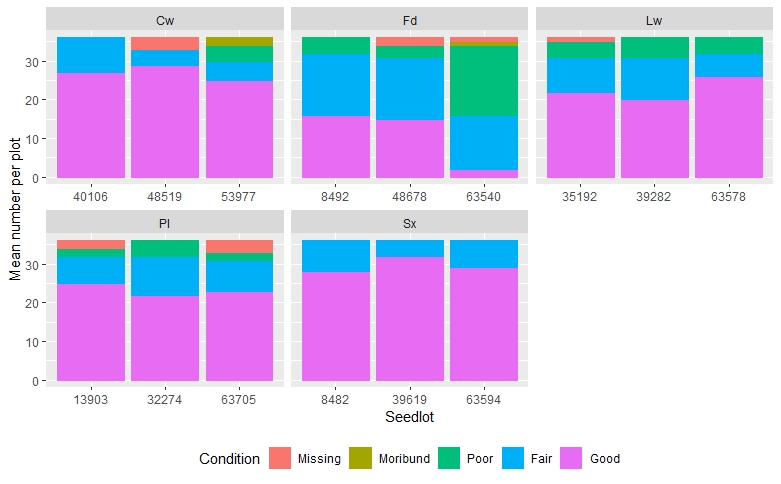 Cw Fd Lw
30
20
10
0
40106 48519 53977 8492 48678 63540 35192 39282 63578
Mean number per plot
Pl Sx
30
20
10
0
13903 32274 63705 8482 39619 63594
Seedlot
Condition Missing Moribund Poor Fair Good